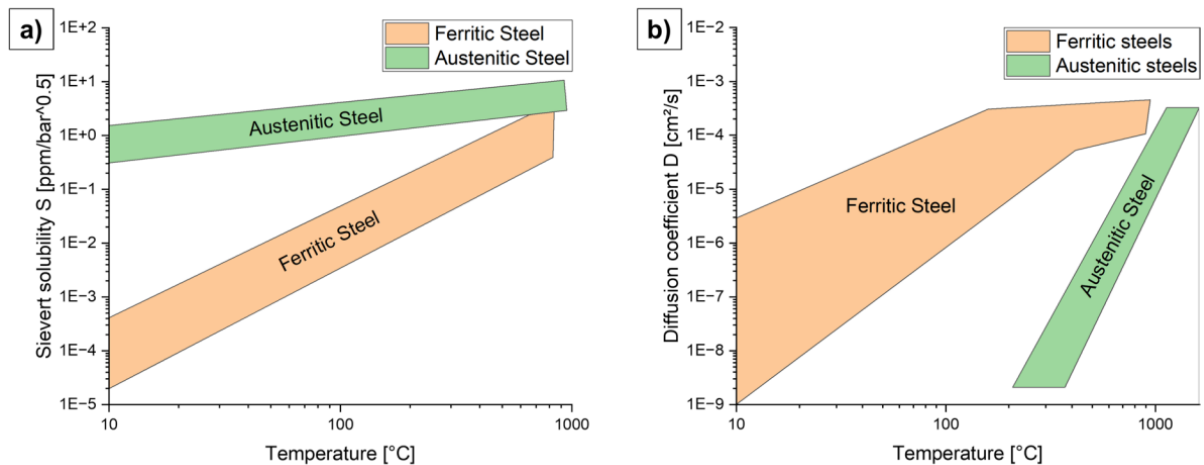 a)
Ferritic Steel
Austenitic Steel
Sievert solubility S [ppm/bar^0.5]
1E+2
1E+1
1E+0
1E-1
1E-2
1E-3
1E-4
1E-5
Austenitic Steel
Ferritic Steel
10
100
1000
Temperature [°C]
b)
Ferritic steels
Austenitic steels
Diffusion coefficient D [cm²/s]
1E-2
1E-3
1E-4
1E-5
1E-6
1E-7
1E-8
1E-9
Ferritic Steel
Austenitic Steel
10
100
1000
Temperature [°C]